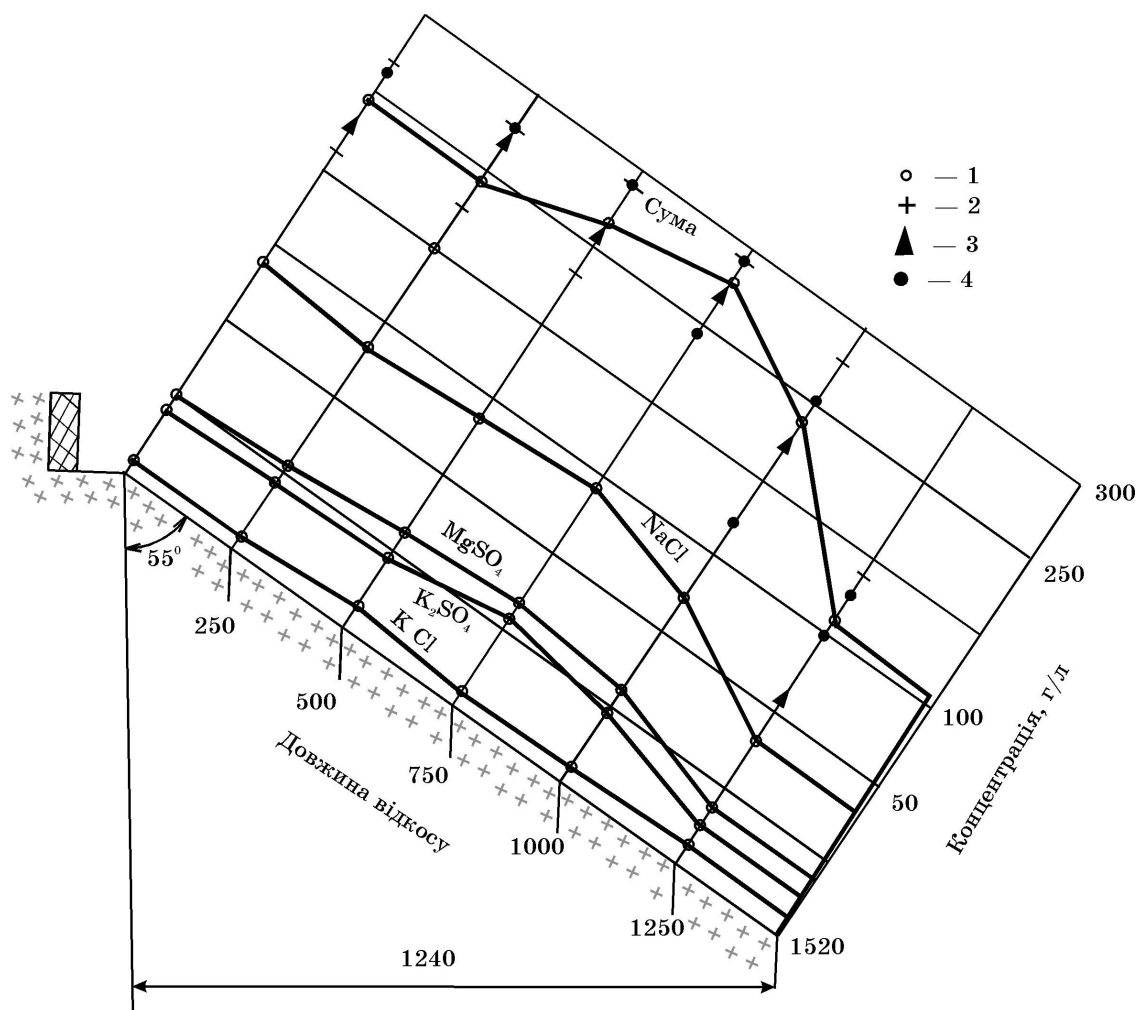 Сума
— 1
— 2
— 3
— 4
300
250
100
50
Концентрація, г/л
NaCl
MgSO₄
K₂SO₄
K Cl
55⁰
250
500
750
1000
1250
1520
Довжина відкосу
1240